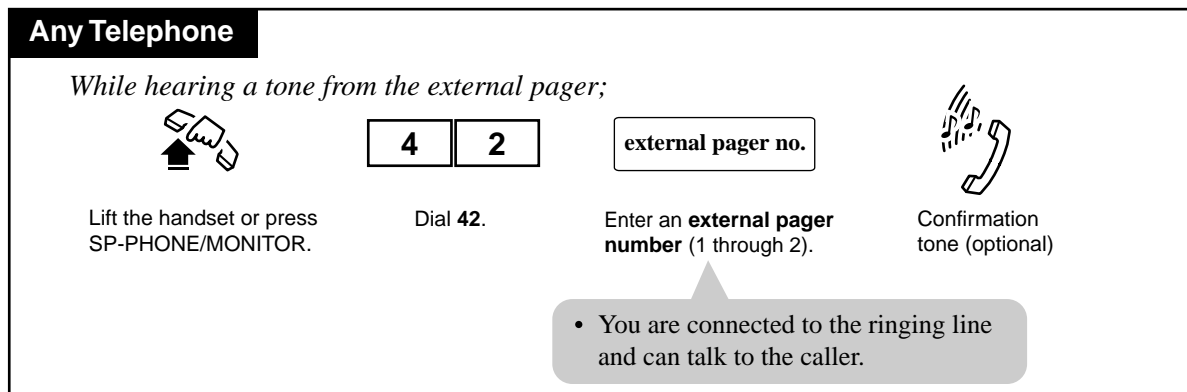 Any Telephone
While hearing a tone from the external pager;
4 2
external pager no.
Lift the handset or press
SP-PHONE/MONITOR.
Dial 42.
Enter an external pager
number (1 through 2).
Confirmation
tone (optional)
• You are connected to the ringing line
and can talk to the caller.